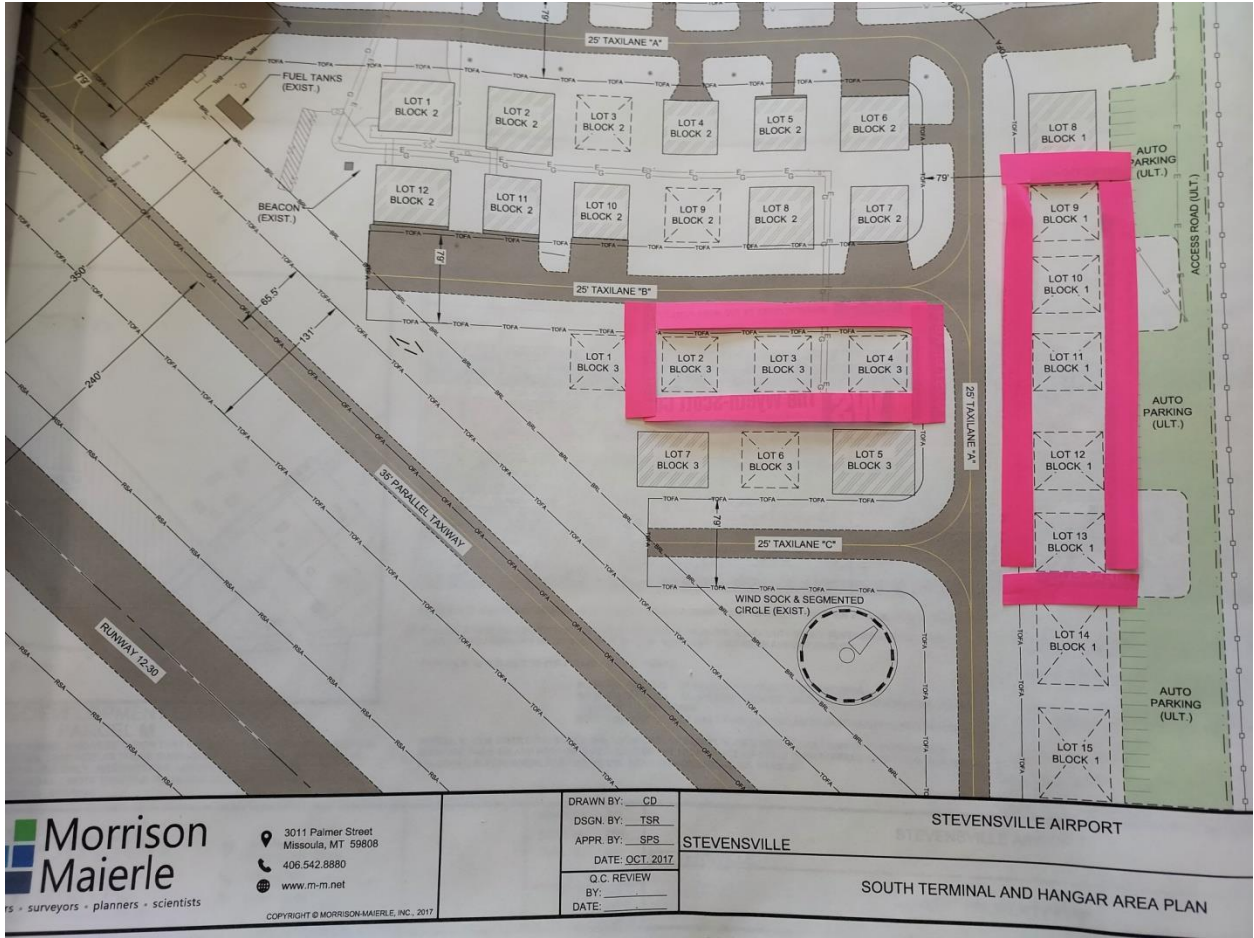 79'
TOFA
25' TAXILANE "A"
TOFA TOFA TOFA TOFA TOFA TOFA TOFA
77'
BRL
FUEL TANKS
(EXIST.)
LOT 1
BLOCK 2
LOT 2
BLOCK 2
LOT 3
BLOCK 2
LOT 4
BLOCK 2
LOT 5
BLOCK 2
LOT 6
BLOCK 2
LOT 8
BLOCK 1
AUTO
PARKING
(ULT.)
ACCESS ROAD (ULT.)
BEACON
(EXIST.)
LOT 12
BLOCK 2
LOT 11
BLOCK 2
LOT 10
BLOCK 2
LOT 9
BLOCK 2
LOT 8
BLOCK 2
LOT 7
BLOCK 2
79'
LOT 9
BLOCK 1
LOT 10
BLOCK 1
LOT 11
BLOCK 1
LOT 12
BLOCK 1
LOT 13
BLOCK 1
LOT 14
BLOCK 1
LOT 15
BLOCK 1
79'
25' TAXILANE "B"
350'
65.5'
131'
240'
LOT 1
BLOCK 3
LOT 2
BLOCK 3
LOT 3
BLOCK 3
LOT 4
BLOCK 3
25' TAXILANE "A"
AUTO
PARKING
(ULT.)
LOT 7
BLOCK 3
LOT 6
BLOCK 3
LOT 5
BLOCK 3
79'
25' TAXILANE "C"
35' PARALLEL TAXIWAY
WIND SOCK & SEGMENTED
CIRCLE (EXIST.)
RUNWAY 12-30
AUTO
PARKING
(ULT.)
Morrison
Maierle
surveyors - planners - scientists
3011 Palmer Street
Missoula, MT 59808
406.542.8880
www.m-m.net
COPYRIGHT © MORRISON-MAIERLE, INC., 2017
DRAWN BY: CD
DSGN. BY: TSR
APPR. BY: SPS
DATE: OCT. 2017
Q.C. REVIEW
BY:
DATE:
STEVENSVILLE
STEVENSVILLE AIRPORT
SOUTH TERMINAL AND HANGAR AREA PLAN